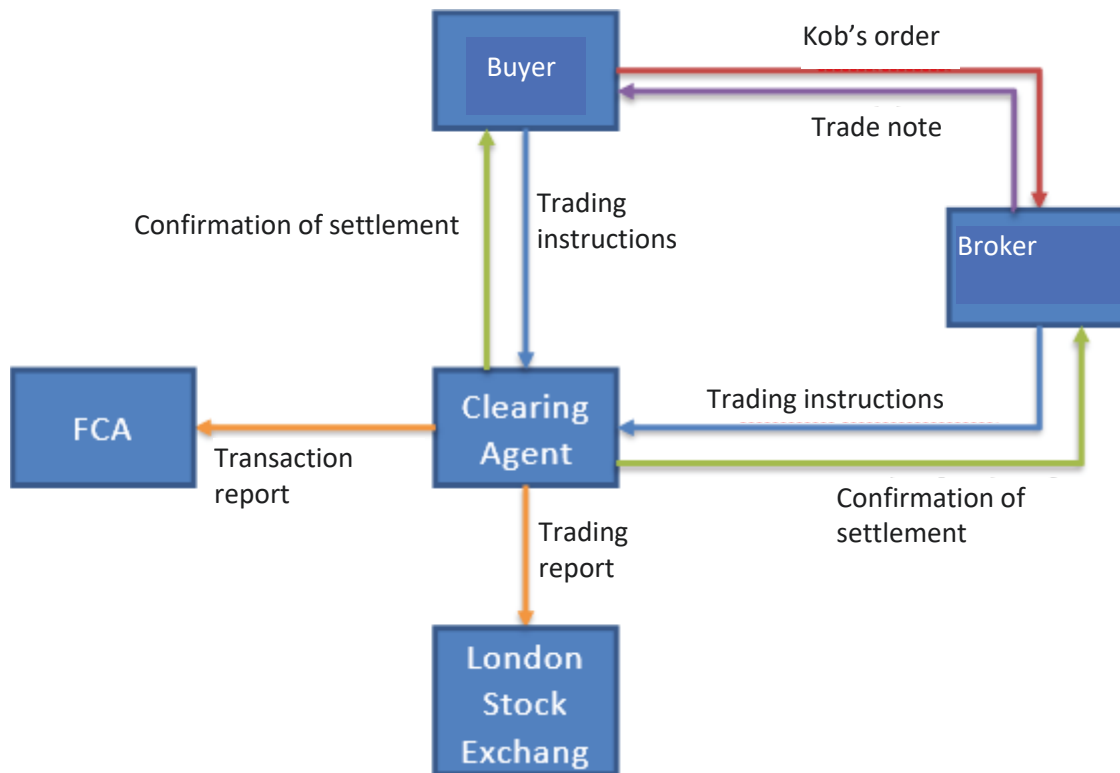 Kob’s order
Buyer
Trade note
Confirmation of settlement
Trading
instructions
Broker
Trading instructions
FCA
Clearing
Agent
Transaction
report
Confirmation of
settlement
Trading
report
London
Stock
Exchang